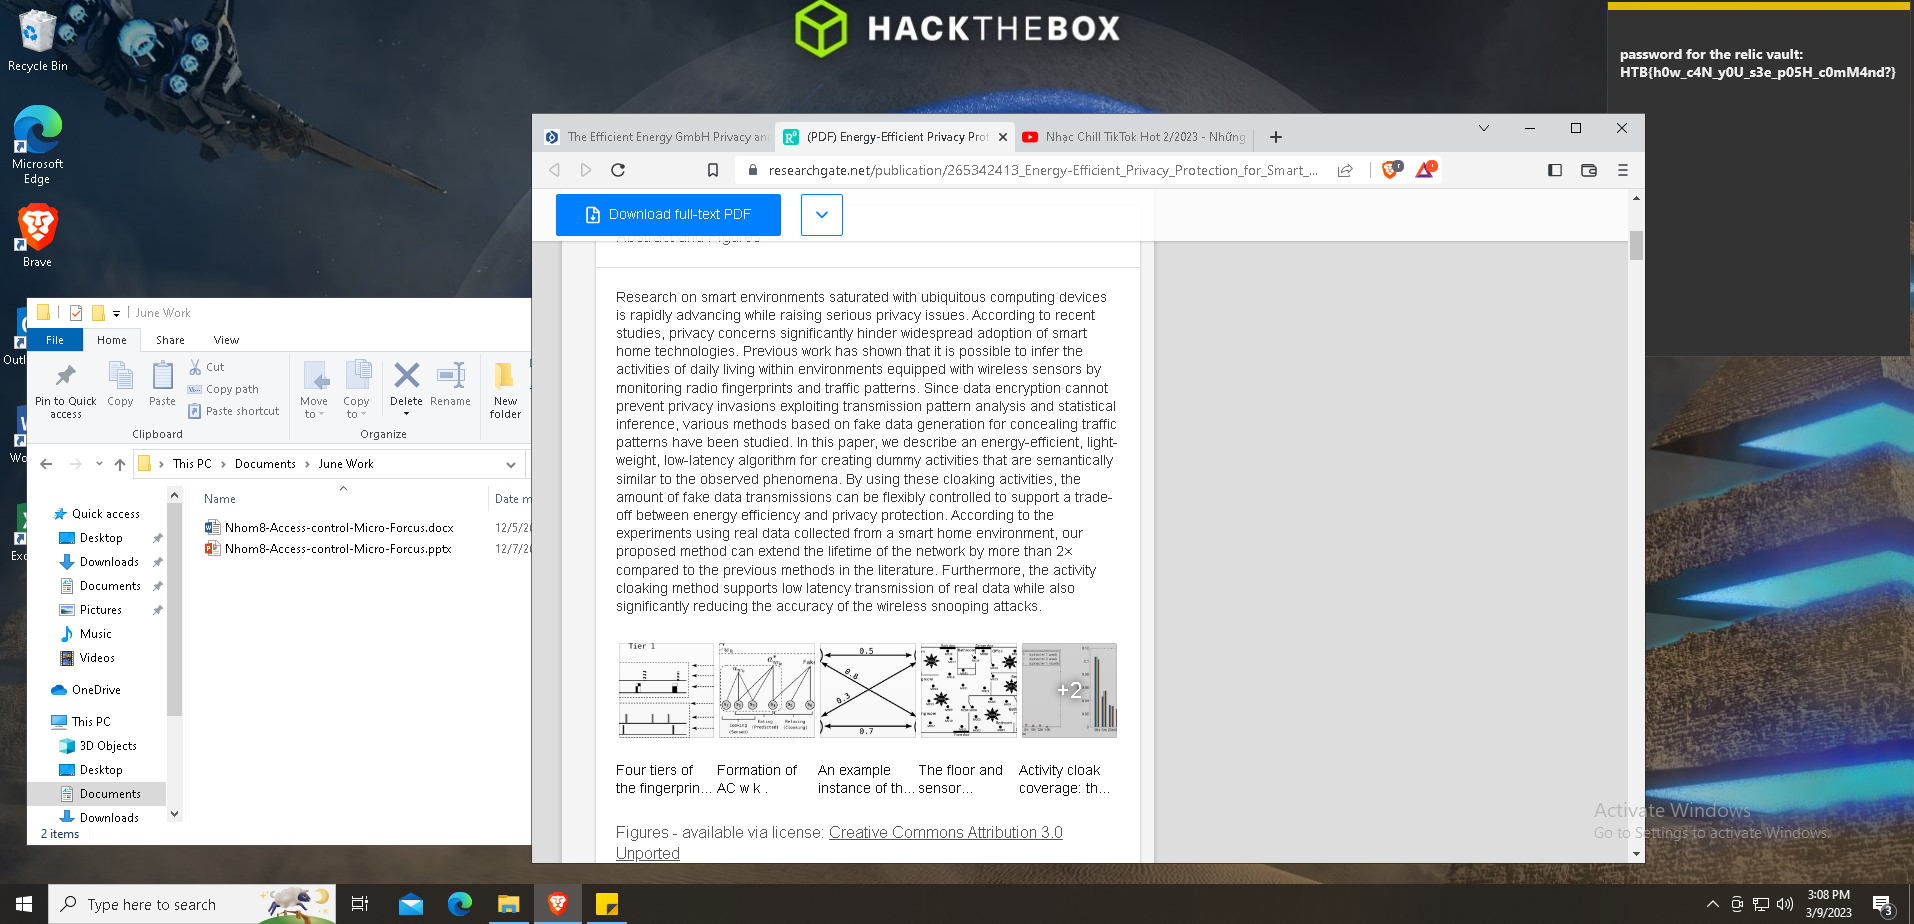 Recycle Bin
Microsoft
Edge
Brave
HACKTHEBOX
password for the relic vault:
HTB{h0w_c4N_y0U_s3e_p05H_c0mM4nd?}
June Work
File Home Share View
Pin to Quick
access
Copy
Paste
Cut
Copy path
Paste shortcut
Clipboard
Move
to
Copy
to
Delete
Rename
Organize
New
folder
This PC › Documents › June Work
Name
Nhom8-Access-control-Micro-Forcus.docx
12/5/20
Nhom8-Access-control-Micro-Forcus.pptx
12/7/20
Quick access
Desktop
Downloads
Documents
Pictures
Music
Videos
OneDrive
This PC
3D Objects
Desktop
Documents
Downloads
2 items
The Efficient Energy GmbH Privacy an
(PDF) Energy-Efficient Privacy Prot
Nhạc Chill TikTok Hot 2/2023 - Những
researchgate.net/publication/265342413_Energy-Efficient_Privacy_Protection_for_Smart_...
Download full-text PDF
Abstract and Figures
Research on smart environments saturated with ubiquitous computing devices
is rapidly advancing while raising serious privacy issues. According to recent
studies, privacy concerns significantly hinder widespread adoption of smart
home technologies. Previous work has shown that it is possible to infer the
activities of daily living within environments equipped with wireless sensors by
monitoring radio fingerprints and traffic patterns. Since data encryption cannot
prevent privacy invasions exploiting transmission pattern analysis and statistical
inference, various methods based on fake data generation for concealing traffic
patterns have been studied. In this paper, we describe an energy-efficient, light-
weight, low-latency algorithm for creating dummy activities that are semantically
similar to the observed phenomena. By using these cloaking activities, the
amount of fake data transmissions can be flexibly controlled to support a trade-
off between energy efficiency and privacy protection. According to the
experiments using real data collected from a smart home environment, our
proposed method can extend the lifetime of the network by more than 2×
compared to the previous methods in the literature. Furthermore, the activity
cloaking method supports low latency transmission of real data while also
significantly reducing the accuracy of the wireless snooping attacks.
Tier 1
0.5
0.8
0.3
0.7
+2
Four tiers of
the fingerprin...
Formation of
AC w k .
An example
instance of th...
The floor and
sensor...
Activity cloak
coverage: th...
Figures - available via license: Creative Commons Attribution 3.0
Unported
Activate Windows
Go to Settings to activate Windows.
Type here to search
3:08 PM
3/9/2023
3